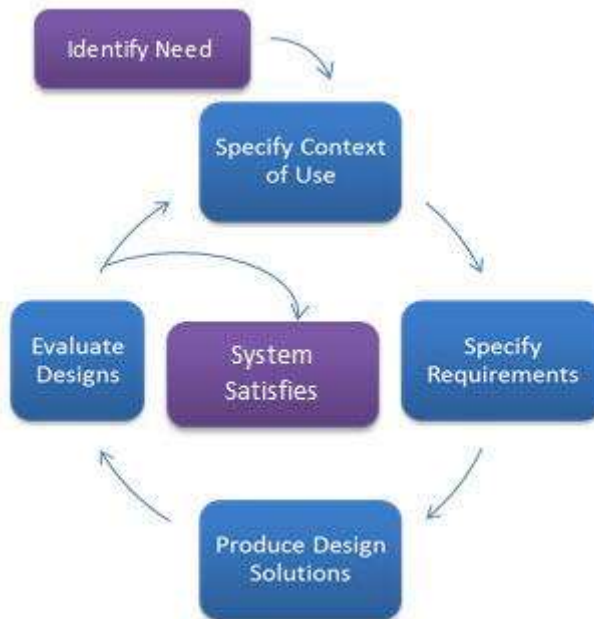 Identify Need
Specify Context
of Use
Evaluate
Designs
System
Satisfies
Specify
Requirements
Produce Design
Solutions